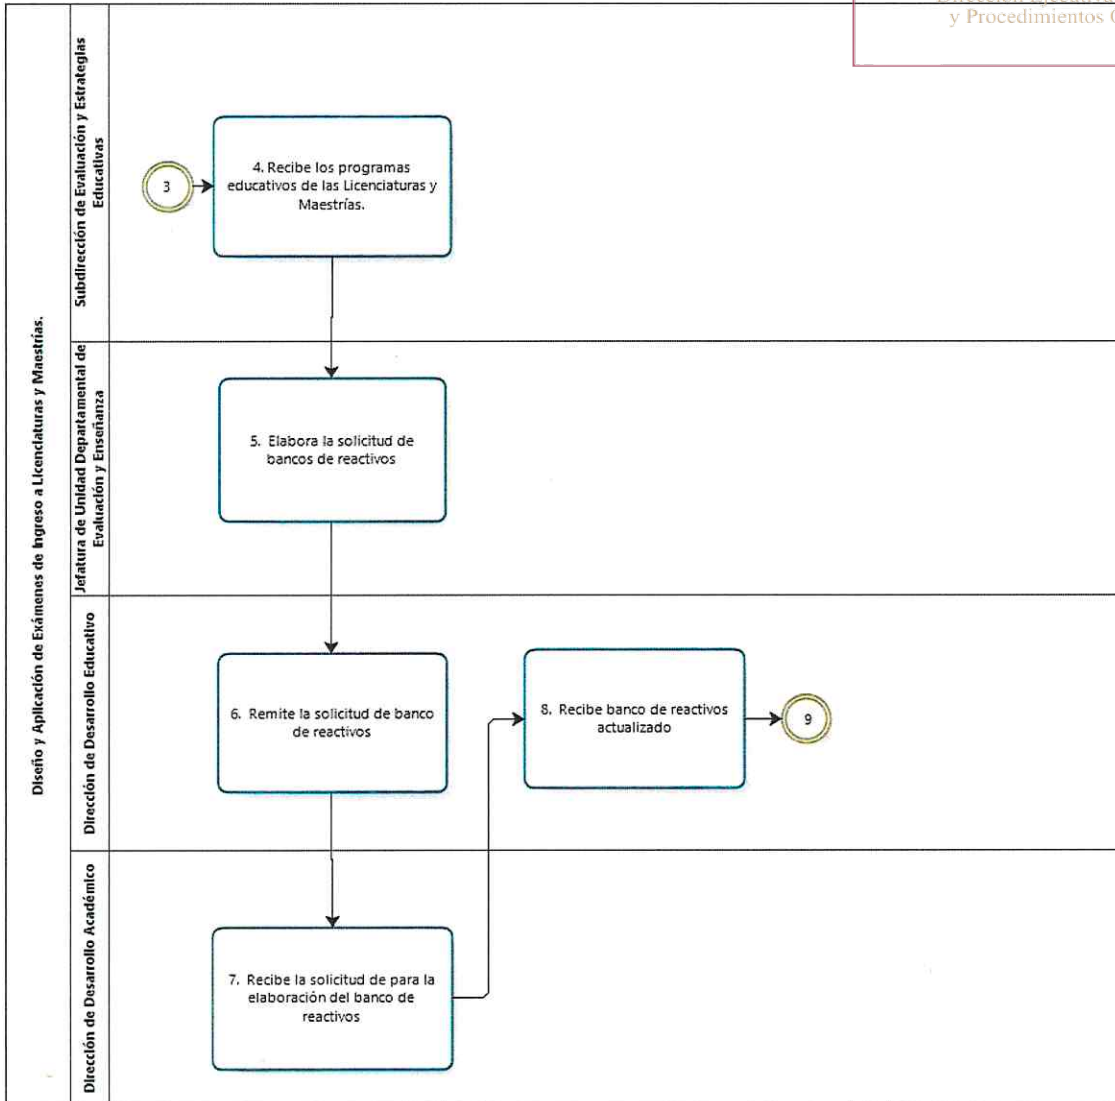 y Procedimientos
Diseño y Aplicación de Exámenes de Ingreso a Licenciaturas y Maestrías.
Subdirección de Evaluación y Estrategias
Educativas
3
4. Recibe los programas
educativos de las Licenciaturas y
Maestrías.
Jefatura de Unidad Departamental de
Evaluación y Enseñanza
5. Elabora la solicitud de
bancos de reactivos
Dirección de Desarrollo Educativo
6. Remite la solicitud de banco
de reactivos
8. Recibe banco de reactivos
actualizado
9
Dirección de Desarrollo Académico
7. Recibe la solicitud de para la
elaboración del banco de
reactivos